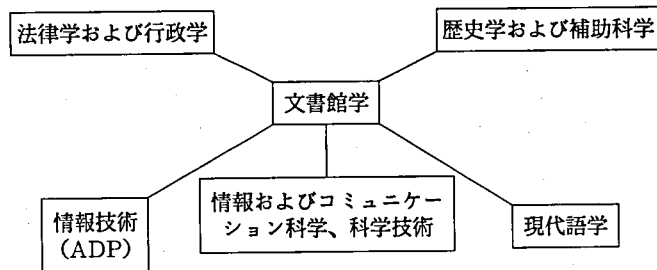 法律学および行政学
歴史学および補助科学
文書館学
情報技術
（ADP）
情報およびコミュニケー
ション科学、科学技術
現代語学